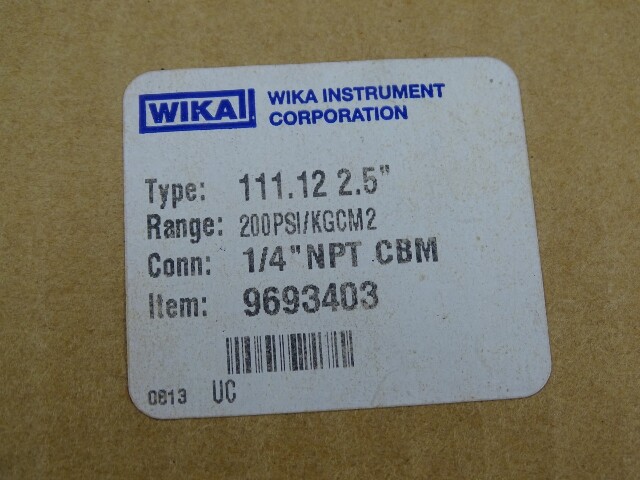 WIKA
WIKA INSTRUMENT
CORPORATION
Type: 111.12 2.5"
Range: 200PSI/KGCM2
Conn: 1/4" NPT CBM
Item: 9693403
0813 UC